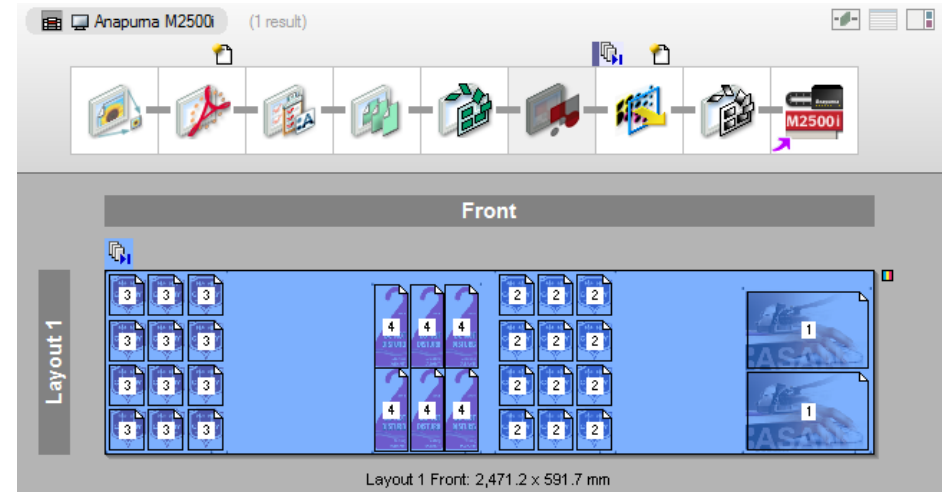 Anapurna M2500i (1 result)
A
Anapurna
M2500i
Front
Layout 1
3 3 3 2 2 2
4 4 4 1
3 3 3 2 2 2
3 3 3 2 2 2
4 4 4 1
3 3 3 2 2 2
Layout 1 Front: 2,471.2 x 591.7 mm